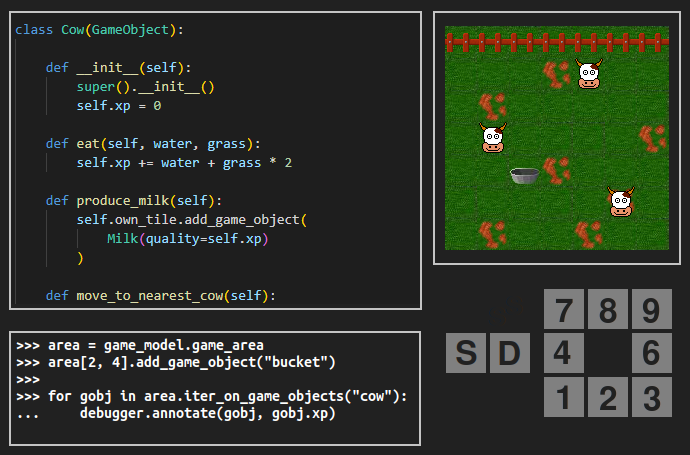 class Cow(GameObject):
def __init__(self):
super().__init__()
self.xp = 0
def eat(self, water, grass):
self.xp += water + grass * 2
def produce_milk(self):
self.own_tile.add_game_object(
Milk(quality=self.xp)
)
def move_to_nearest_cow(self):
>>> area = game_model.game_area
>>> area[2, 4].add_game_object("bucket")
>>>
>>> for gobj in area.iter_on_game_objects("cow"):
... debugger.annotate(gobj, gobj.xp)
7 8 9
S D 4 6
1 2 3